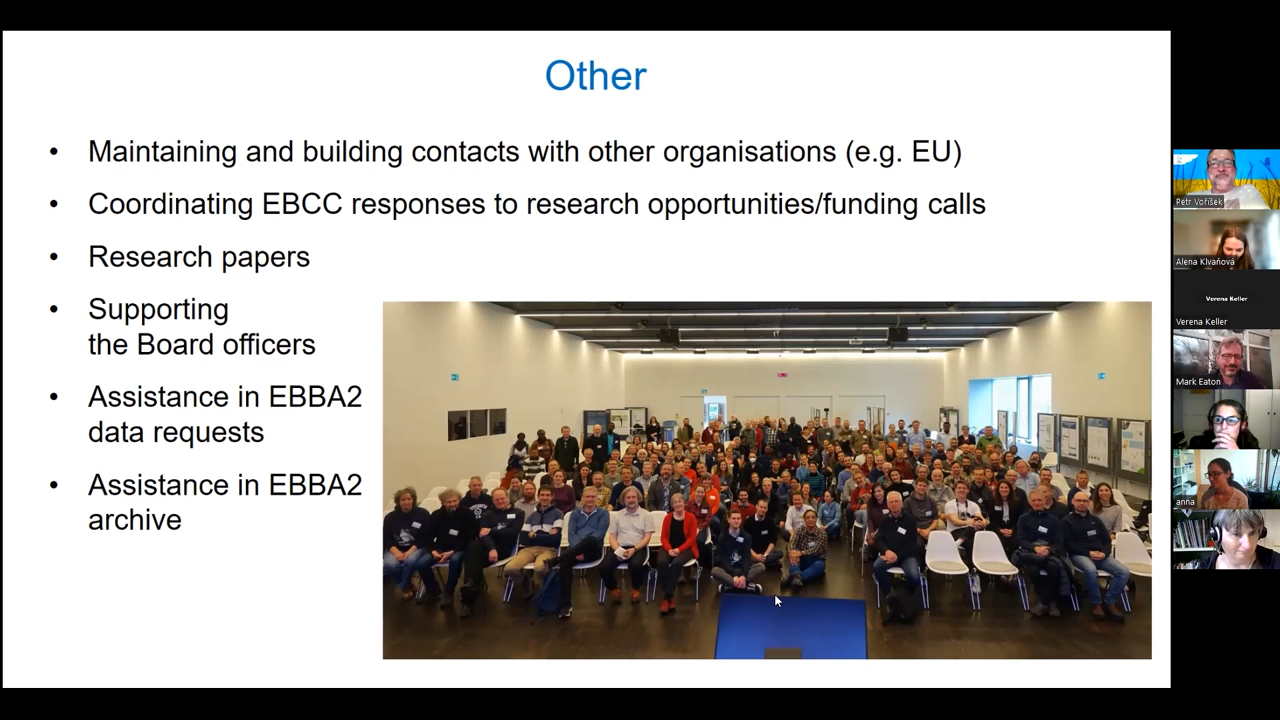 Other
• Maintaining and building contacts with other organisations (e.g. EU)
• Coordinating EBCC responses to research opportunities/funding calls
• Research papers
• Supporting
the Board officers
• Assistance in EBBA2
data requests
• Assistance in EBBA2
archive
Petr Voříšek
Alena Klvaňová
Verena Keller
Verena Keller
Mark Eaton
anna